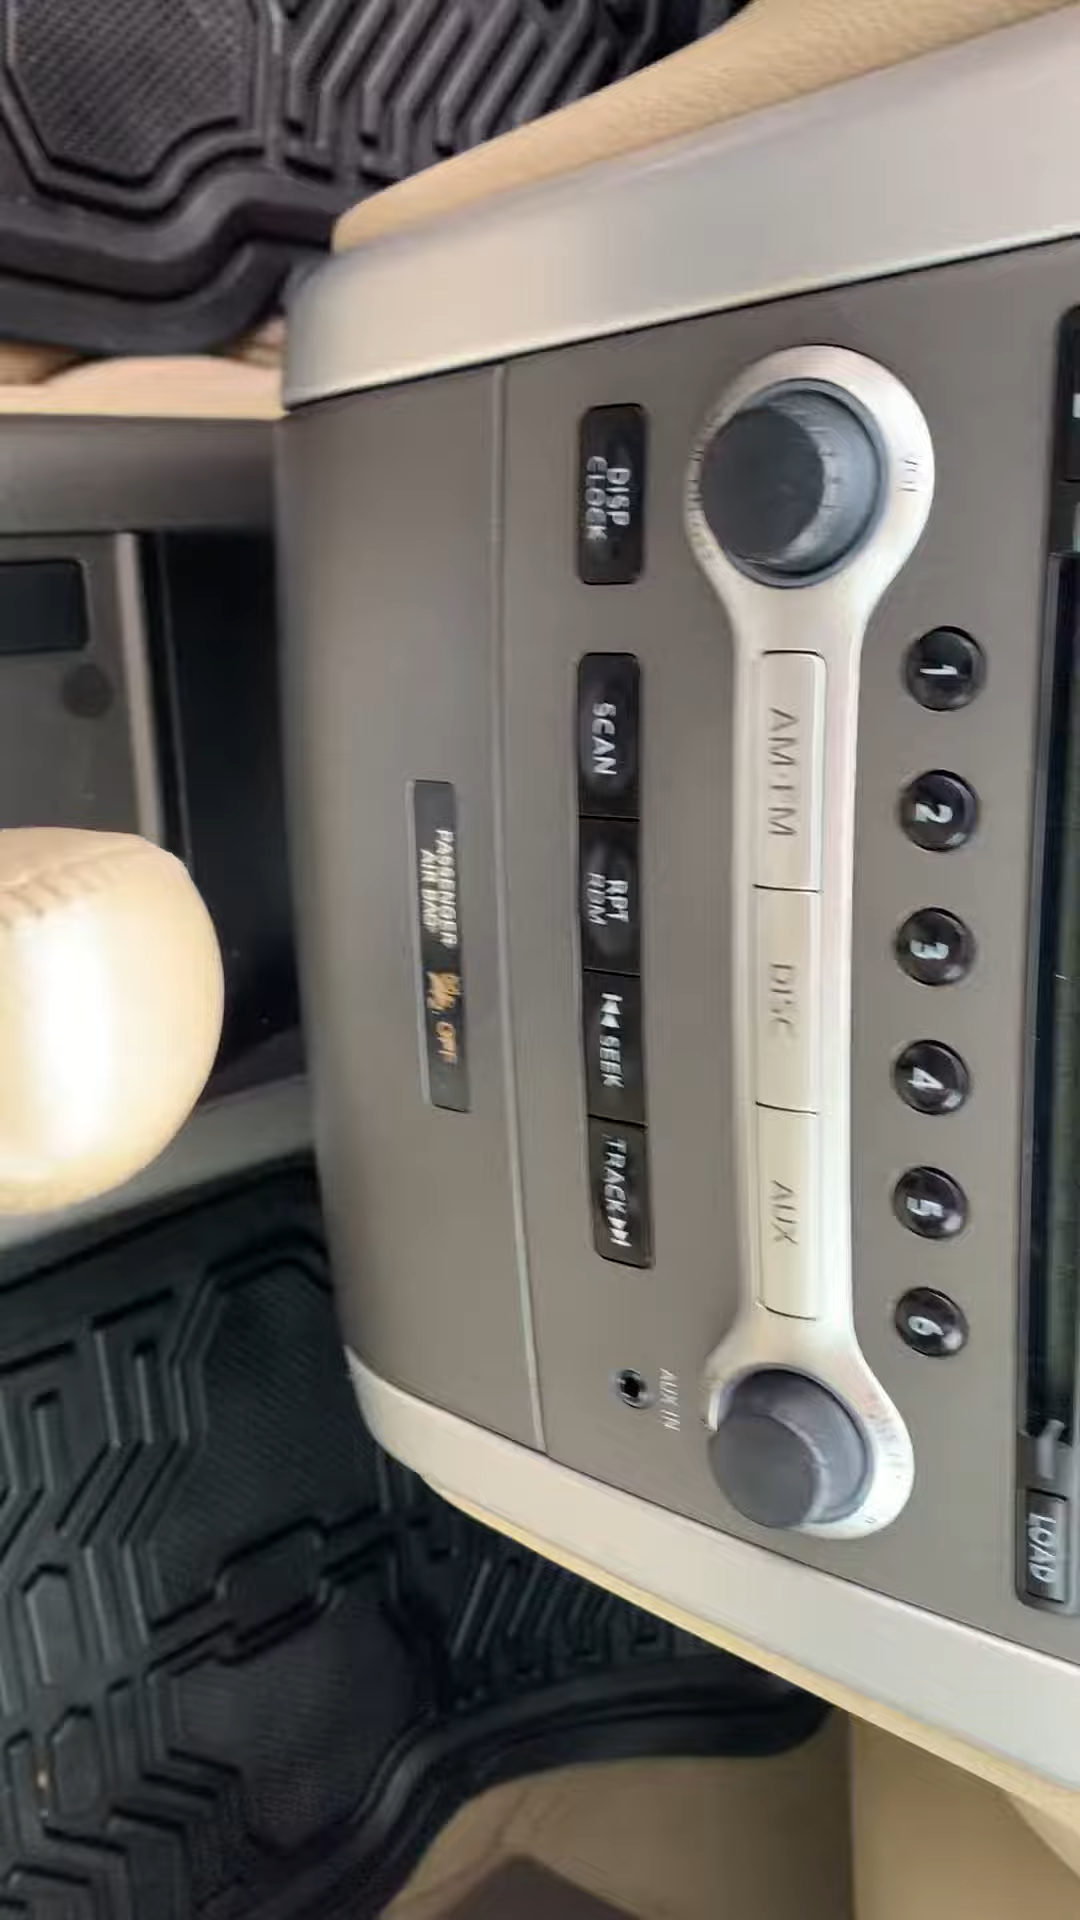 LOAD
1
2
3
4
5
6
AM·FM
DISC
AUX
DISP
CLOCK
SCAN
RPT
RDM
SEEK
TRACK
AUX IN
PASSENGER
AIR BAG
OFF